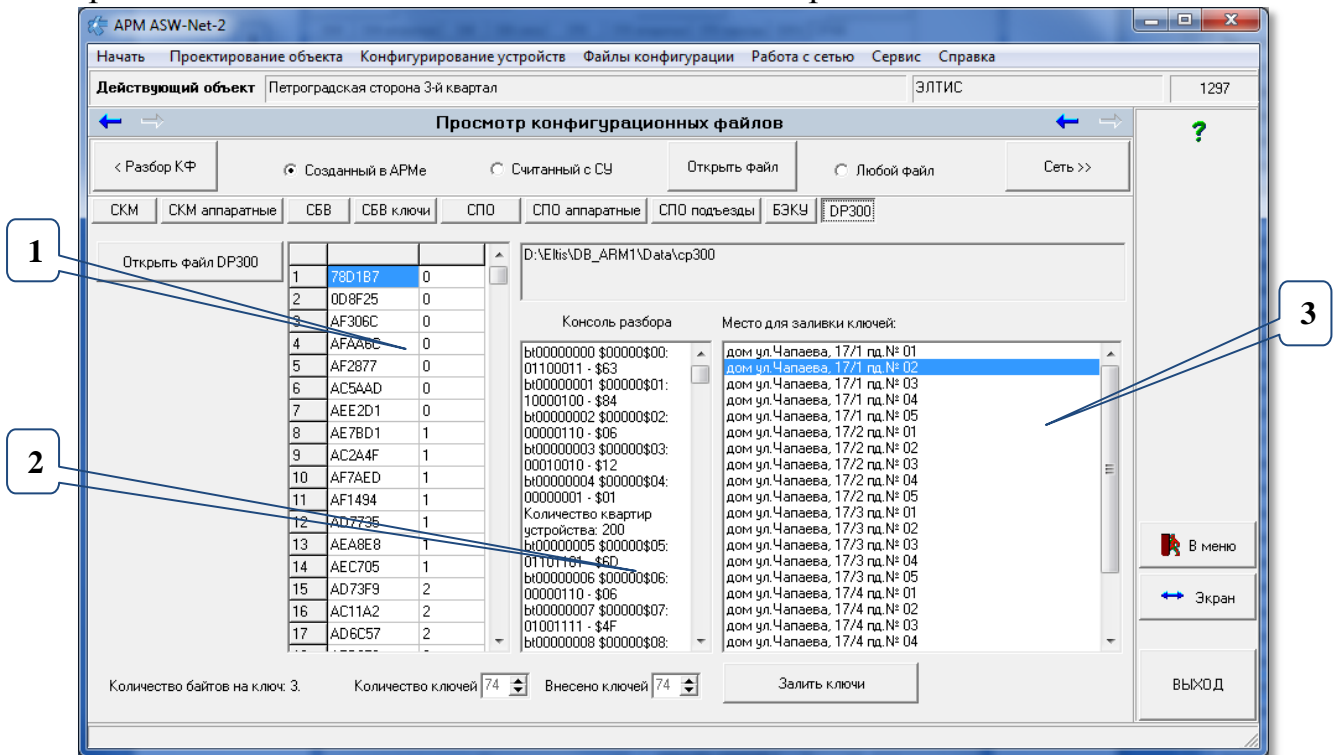 АРМ ASW-Net-2
Начать Проектирование объекта Конфигурирование устройств Файлы конфигурации Работа с сетью Сервис Справка
Действующий объект Петроградская сторона 3-й квартал ЭЛТИС 1297
Просмотр конфигурационных файлов
?
< Разбор КФ Созданный в АРМе Считанный с СУ Открыть файл Любой файл Сеть >>
СКМ СКМ аппаратные СБВ СБВ ключи СПО СПО аппаратные СПО подъезды БЭКУ DP300
1
Открыть файл DP300
1 78D1B7 0
2 0D8F25 0
3 AF306C 0
4 AFAA6C 0
5 AF2877 0
6 AC5AAD 0
7 AEE2D1 0
8 AE7BD1 1
9 AC2A4F 1
10 AF7AED 1
11 AF1494 1
12 AD7735 1
13 AEA8E8 1
14 AEC705 1
15 AD73F9 2
16 AC11A2 2
17 AD6C57 2
D:\Eltis\DB_ARM1\Data\cp300
Консоль разбора
bt00000000 $00000$00:
01100011 - $63
bt00000001 $00000$01:
10000100 - $84
bt00000002 $00000$02:
00000110 - $06
bt00000003 $00000$03:
00010010 - $12
bt00000004 $00000$04:
00000001 - $01
Количество квартир
устройства: 200
bt00000005 $00000$05:
01101101 - $6D
bt00000006 $00000$06:
00000110 - $06
bt00000007 $00000$07:
01001111 - $4F
bt00000008 $00000$08:
Место для заливки ключей:
дом ул.Чапаева, 17/1 пд.№ 01
дом ул.Чапаева, 17/1 пд.№ 02
дом ул.Чапаева, 17/1 пд.№ 03
дом ул.Чапаева, 17/1 пд.№ 04
дом ул.Чапаева, 17/1 пд.№ 05
дом ул.Чапаева, 17/2 пд.№ 01
дом ул.Чапаева, 17/2 пд.№ 02
дом ул.Чапаева, 17/2 пд.№ 03
дом ул.Чапаева, 17/2 пд.№ 04
дом ул.Чапаева, 17/2 пд.№ 05
дом ул.Чапаева, 17/3 пд.№ 01
дом ул.Чапаева, 17/3 пд.№ 02
дом ул.Чапаева, 17/3 пд.№ 03
дом ул.Чапаева, 17/3 пд.№ 04
дом ул.Чапаева, 17/3 пд.№ 05
дом ул.Чапаева, 17/4 пд.№ 01
дом ул.Чапаева, 17/4 пд.№ 02
дом ул.Чапаева, 17/4 пд.№ 03
дом ул.Чапаева, 17/4 пд.№ 04
3
2
В меню
Экран
Количество байтов на ключ: 3. Количество ключей 74 Внесено ключей 74 Залить ключи
ВЫХОД